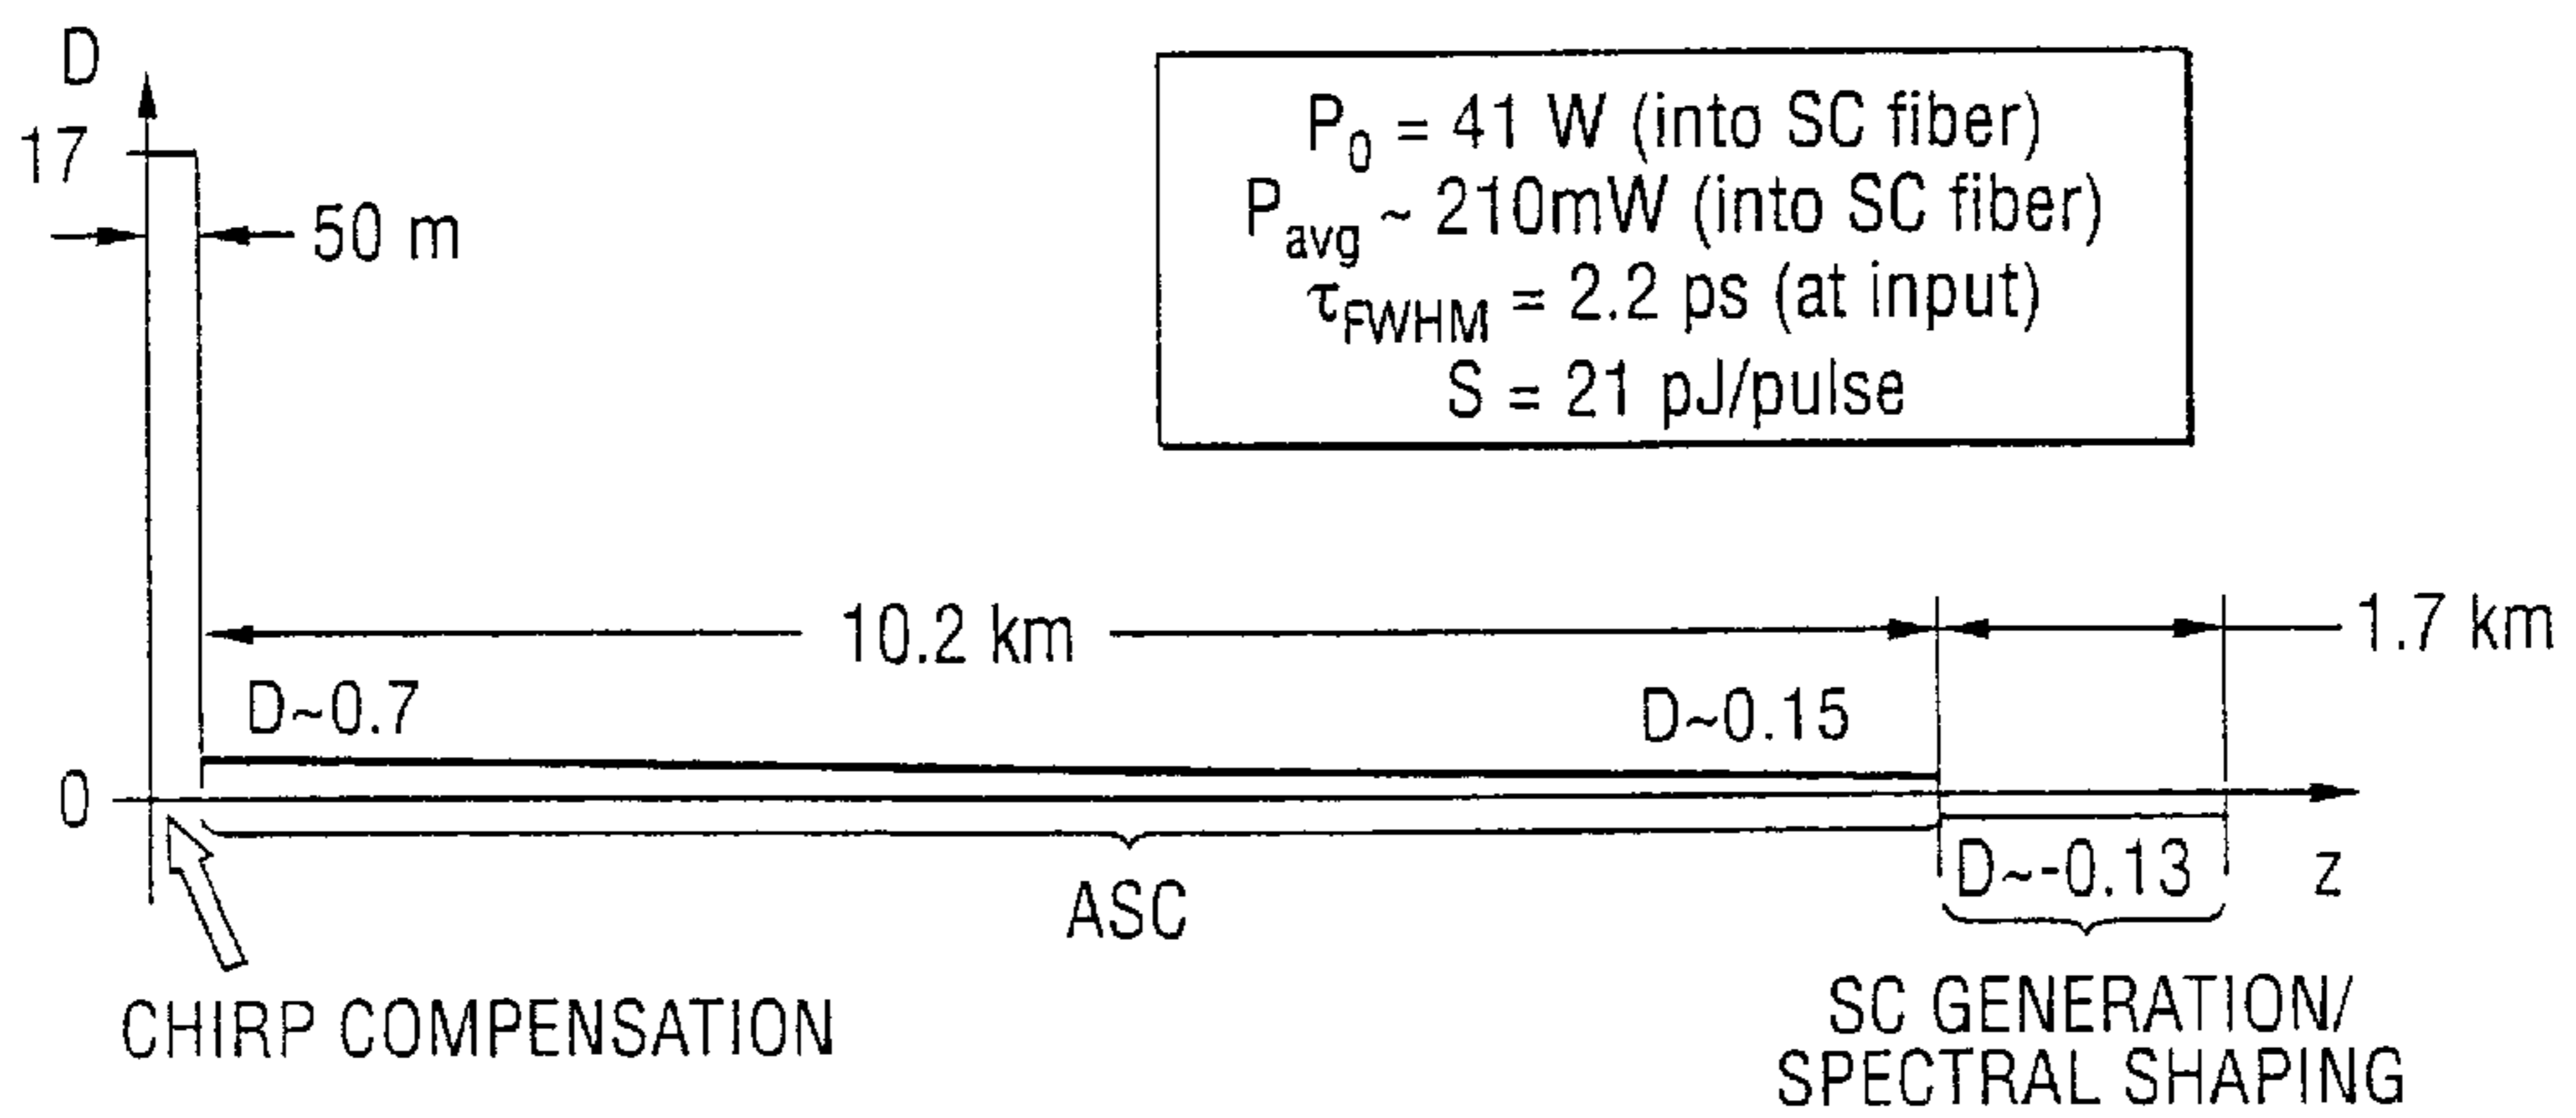 D
17
50 m
P0 = 41 W (into SC fiber)
Pavg ~ 210mW (into SC fiber)
τFWHM = 2.2 ps (at input)
S = 21 pJ/pulse
10.2 km
1.7 km
D~0.7
D~0.15
0
D~-0.13
z
ASC
CHIRP COMPENSATION
SC GENERATION/
SPECTRAL SHAPING